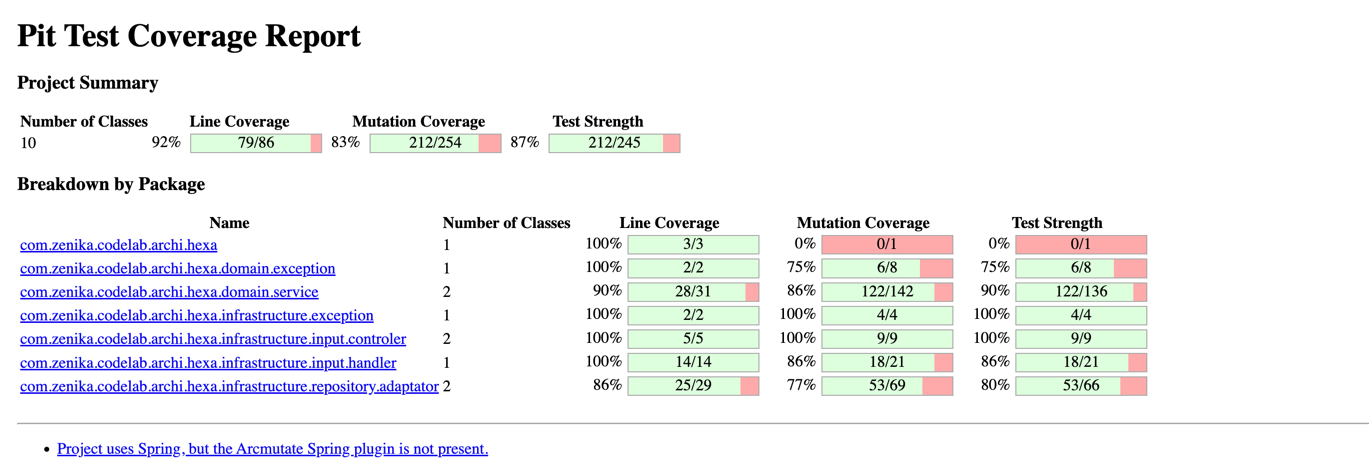 Pit Test Coverage Report
Project Summary
Number of Classes Line Coverage Mutation Coverage Test Strength
10 92% 79/86 83% 212/254 87% 212/245
Breakdown by Package
Name Number of Classes Line Coverage Mutation Coverage Test Strength
com.zenika.codelab.archi.hexa 1 100% 3/3 0% 0/1 0% 0/1
com.zenika.codelab.archi.hexa.domain.exception 1 100% 2/2 75% 6/8 75% 6/8
com.zenika.codelab.archi.hexa.domain.service 2 90% 28/31 86% 122/142 90% 122/136
com.zenika.codelab.archi.hexa.infrastructure.exception 1 100% 2/2 100% 4/4 100% 4/4
com.zenika.codelab.archi.hexa.infrastructure.input.controler 2 100% 5/5 100% 9/9 100% 9/9
com.zenika.codelab.archi.hexa.infrastructure.input.handler 1 100% 14/14 86% 18/21 86% 18/21
com.zenika.codelab.archi.hexa.infrastructure.repository.adaptator 2 86% 25/29 77% 53/69 80% 53/66
• Project uses Spring, but the Arcmutate Spring plugin is not present.